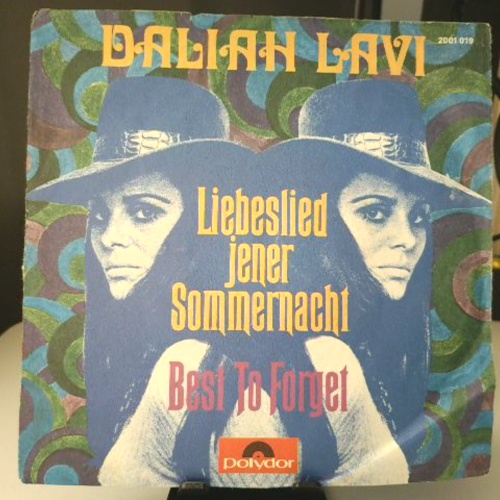 DALIAH LAVI
2001 019
Liebeslied
jener
Sommernacht
Best To Forget
polydor